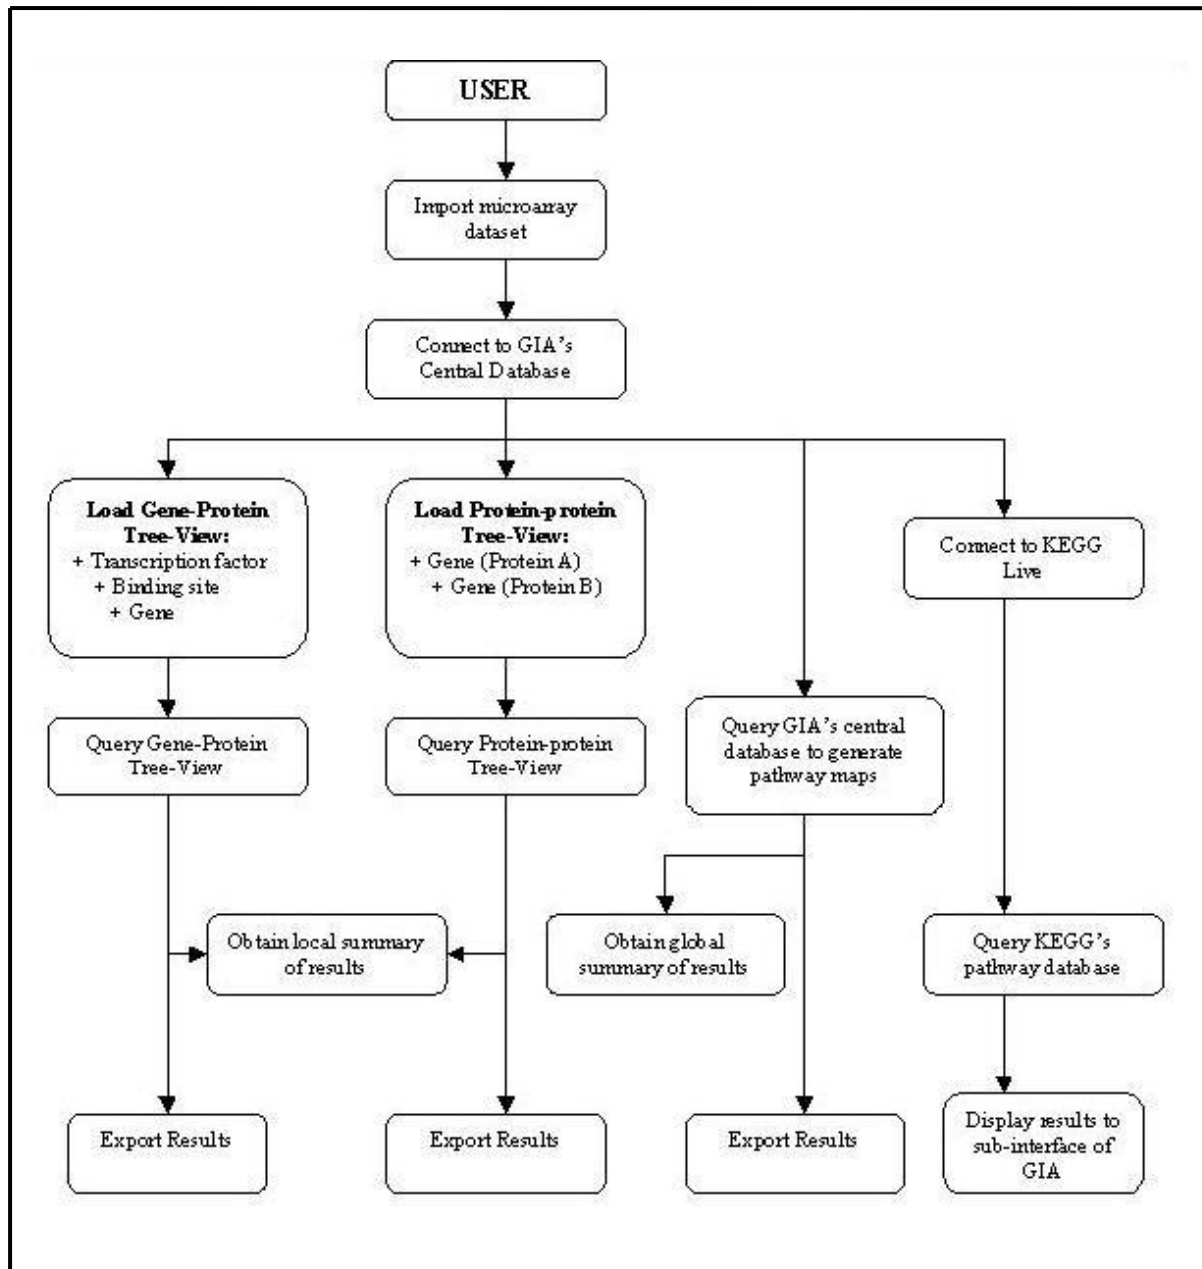 USER
Import microarray
dataset
Connect to GIA's
Central Database
Load Gene-Protein
Tree-View:
+ Transcription factor
+ Binding site
+ Gene
Load Protein-protein
Tree-View:
+ Gene (Protein A)
+ Gene (Protein B)
Connect to KEGG
Live
Query Gene-Protein
Tree-View
Query Protein-protein
Tree-View
Query GIA's central
database to generate
pathway maps
Obtain local summary
of results
Obtain global
summary of results
Query KEGG's
pathway database
Export Results
Export Results
Export Results
Display results to
sub-interface of
GIA